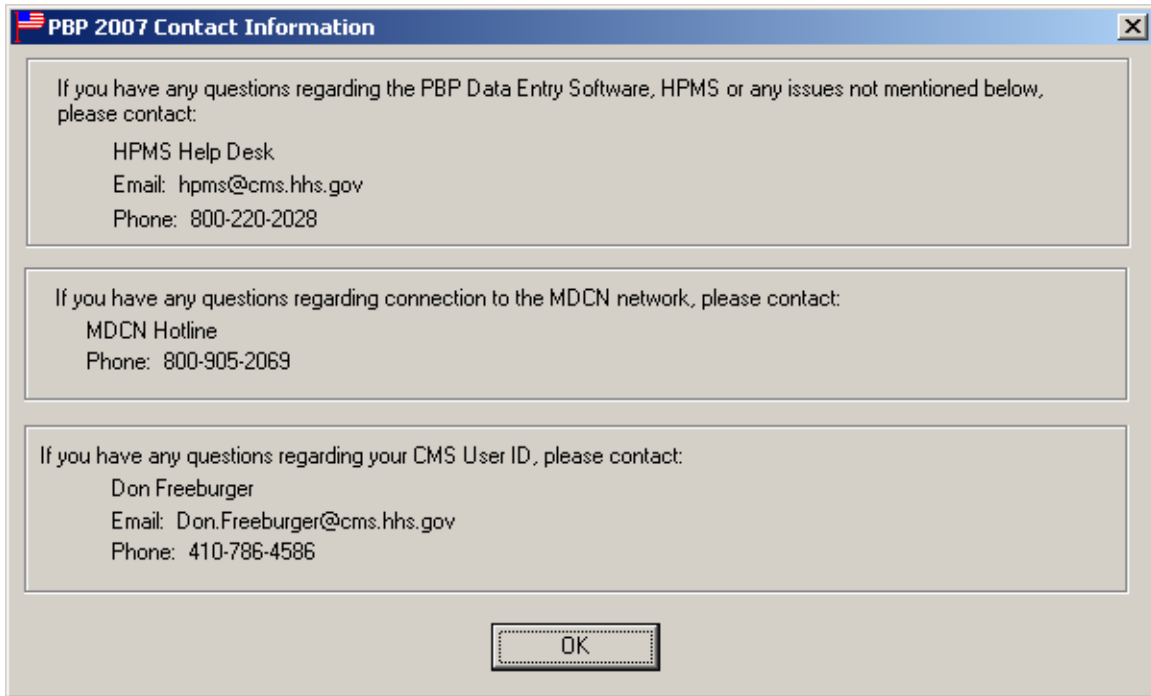 PBP 2007 Contact Information
If you have any questions regarding the PBP Data Entry Software, HPMS or any issues not mentioned below,
please contact:
HPMS Help Desk
Email: hpms@cms.hhs.gov
Phone: 800-220-2028
If you have any questions regarding connection to the MDCN network, please contact:
MDCN Hotline
Phone: 800-905-2069
If you have any questions regarding your CMS User ID, please contact:
Don Freeburger
Email: Don.Freeburger@cms.hhs.gov
Phone: 410-786-4586
OK